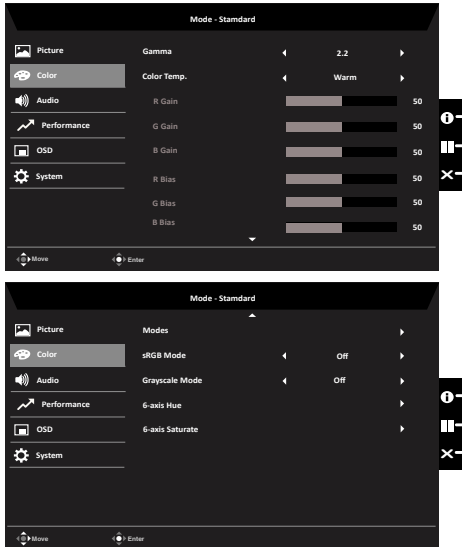 Mode - Stamdard
Picture
Gamma
2.2
Color
Color Temp.
Warm
Audio
R Gain
50
Performance
G Gain
50
OSD
B Gain
50
System
R Bias
50
G Bias
50
B Bias
50
Move
Enter
Mode - Stamdard
Picture
Modes
Color
sRGB Mode
Off
Audio
Grayscale Mode
Off
Performance
6-axis Hue
OSD
6-axis Saturate
System
Move
Enter